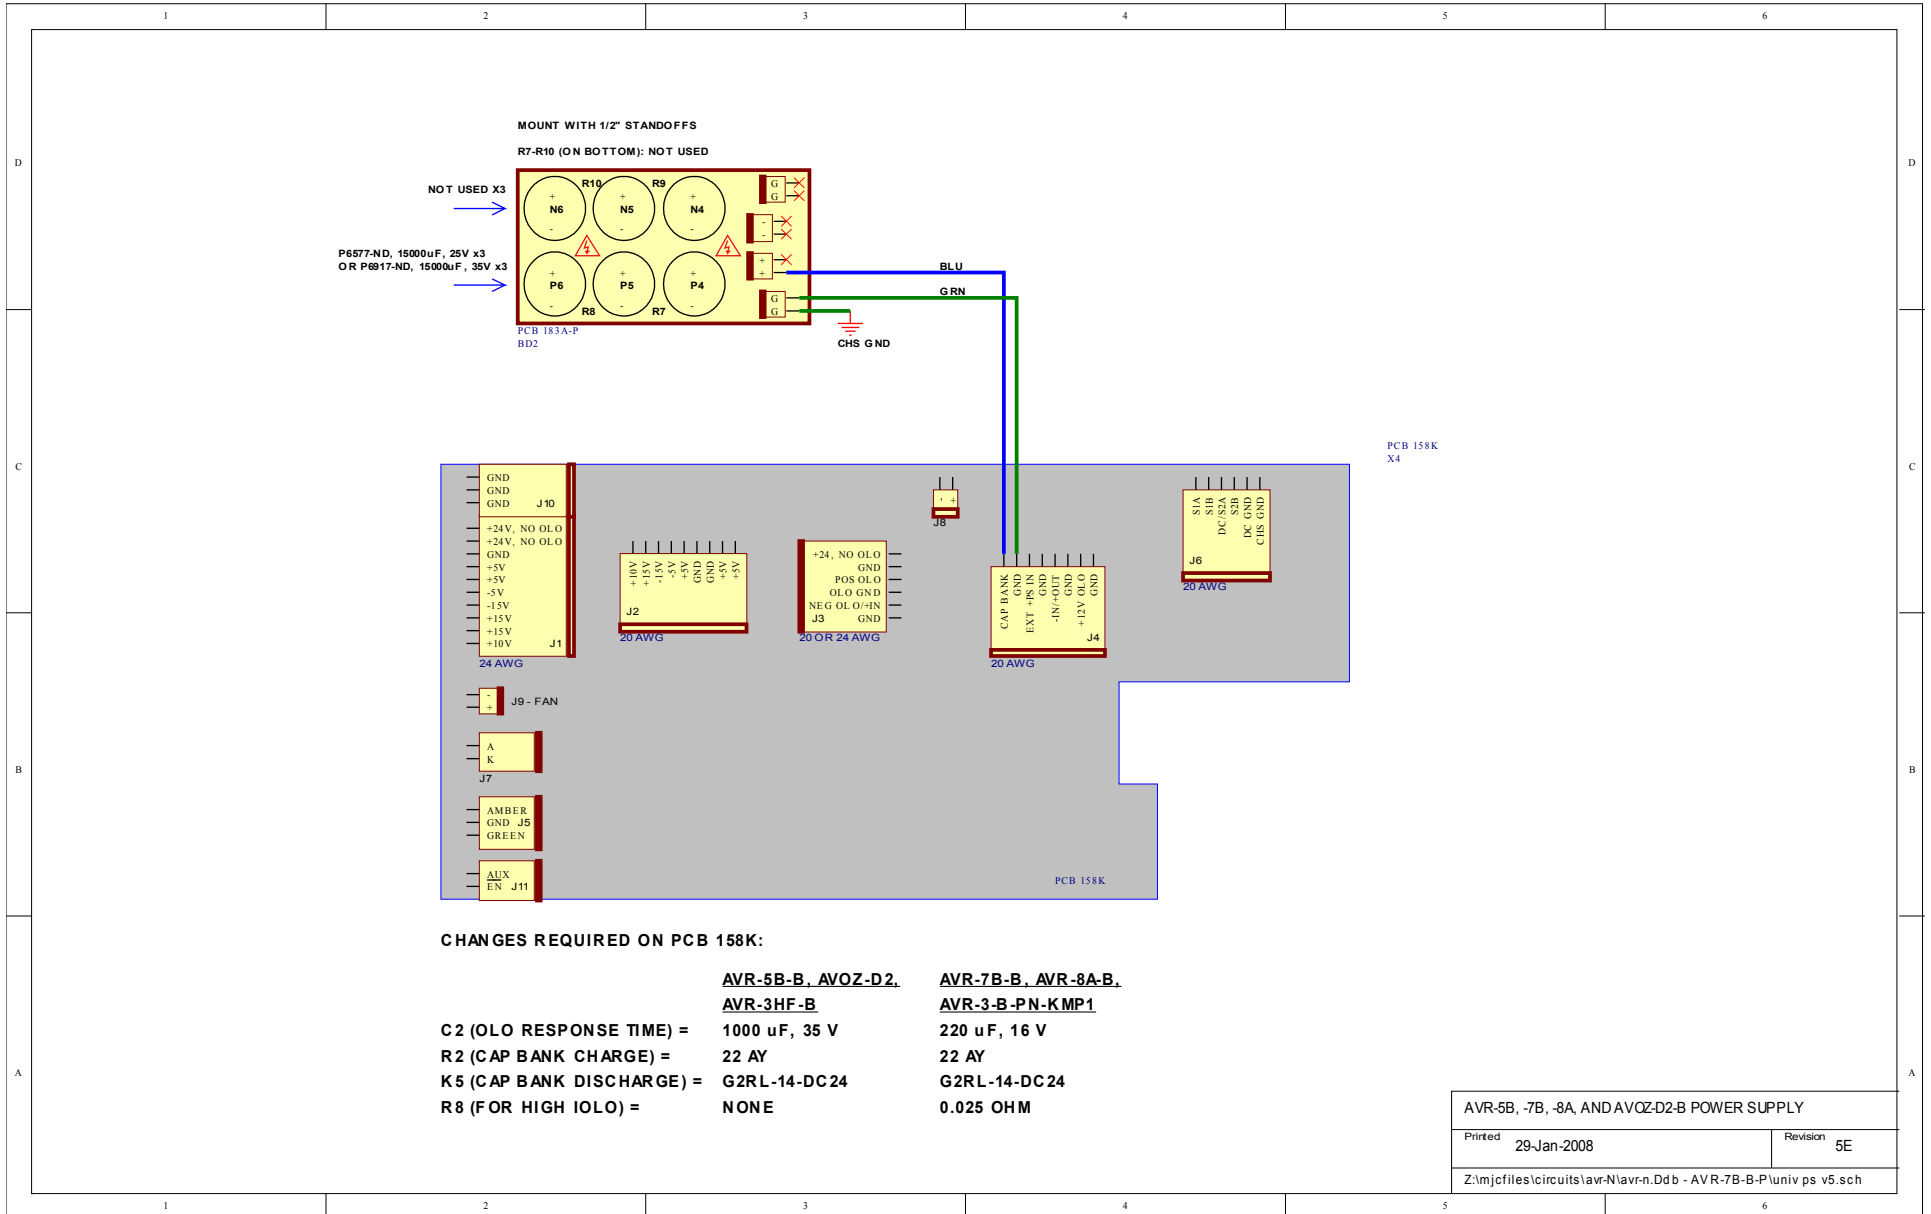 1 2 3 4 5 6
D D
C C
B B
A A
MOUNT WITH 1/2" STANDOFFS
R7-R10 (ON BOTTOM): NOT USED
NOT USED X3
P6577-ND, 15000uF, 25V x3
OR P6917-ND, 15000uF, 35V x3
R10 R9
+ + +
N6 N5 N4
- - -
+ + +
P6 P5 P4
- - -
R8 R7
G
G
-
-
+
+
G
G
BLU
GRN
CHS GND
PCB 183A-P
BD2
PCB 158K
X4
GND
GND
GND J10
+24V, NO OLO
+24V, NO OLO
GND
+5V
+5V
-5V
-15V
+15V
+15V
+10V J1
24 AWG
+10V
+15V
-15V
-5V
+5V
GND
GND
+5V
+5V
J2
20 AWG
+24, NO OLO
GND
POS OLO
OLO GND
NEG OLO/+IN
J3 GND
20 OR 24 AWG
- +
J8
CAP BANK
GND
EXT +PS IN
GND
-IN/+OUT
GND
+12V OLO
GND
J4
20 AWG
S1A
S1B
DC/S2A
S2B
DC GND
CHS GND
J6
20 AWG
-
+
J9 - FAN
A
K
J7
AMBER
GND J5
GREEN
AUX
EN J11
PCB 158K
CHANGES REQUIRED ON PCB 158K:
AVR-5B-B, AVOZ-D2, AVR-7B-B, AVR-8A-B,
AVR-3HF-B AVR-3-B-PN-KMP1
C2 (OLO RESPONSE TIME) = 1000 uF, 35 V 220 uF, 16 V
R2 (CAP BANK CHARGE) = 22 AY 22 AY
K5 (CAP BANK DISCHARGE) = G2RL-14-DC24 G2RL-14-DC24
R8 (FOR HIGH IOLO) = NONE 0.025 OHM
AVR-5B, -7B, -8A, AND AVOZ-D2-B POWER SUPPLY
Printed 29-Jan-2008 Revision 5E
Z:\mjcfiles\circuits\avr-N\avr-n.Ddb - AVR-7B-B-P\univ ps v5.sch
1 2 3 4 5 6